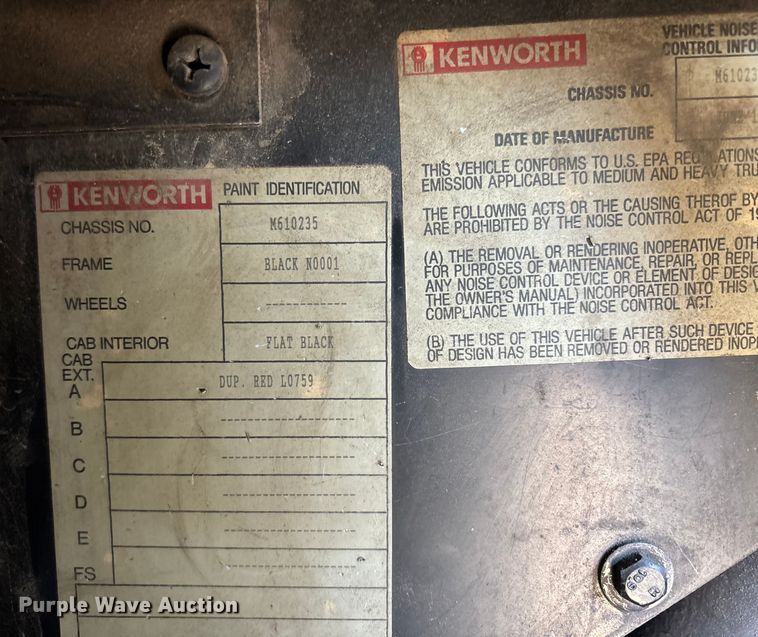 KENWORTH
PAINT IDENTIFICATION
CHASSIS NO. M610235
FRAME BLACK N0001
WHEELS -------------
CAB INTERIOR FLAT BLACK
CAB
EXT.
A DUP. RED L0759
B --------------------
C --------------------
D --------------------
E --------------------
FS --------------------
KENWORTH
VEHICLE NOISE
CONTROL INFO
CHASSIS NO. M61023
DATE OF MANUFACTURE
THIS VEHICLE CONFORMS TO U.S. EPA REGULATIONS
EMISSION APPLICABLE TO MEDIUM AND HEAVY TRU
THE FOLLOWING ACTS OR THE CAUSING THEROF BY
ARE PROHIBITED BY THE NOISE CONTROL ACT OF 19
(A) THE REMOVAL OR RENDERING INOPERATIVE, OTH
FOR PURPOSES OF MAINTENANCE, REPAIR, OR REPL
ANY NOISE CONTROL DEVICE OR ELEMENT OF DESIG
THE OWNER'S MANUAL) INCORPORATED INTO THIS V
COMPLIANCE WITH THE NOISE CONTROL ACT.
(B) THE USE OF THIS VEHICLE AFTER SUCH DEVICE
OF DESIGN HAS BEEN REMOVED OR RENDERED INOP
Purple Wave Auction